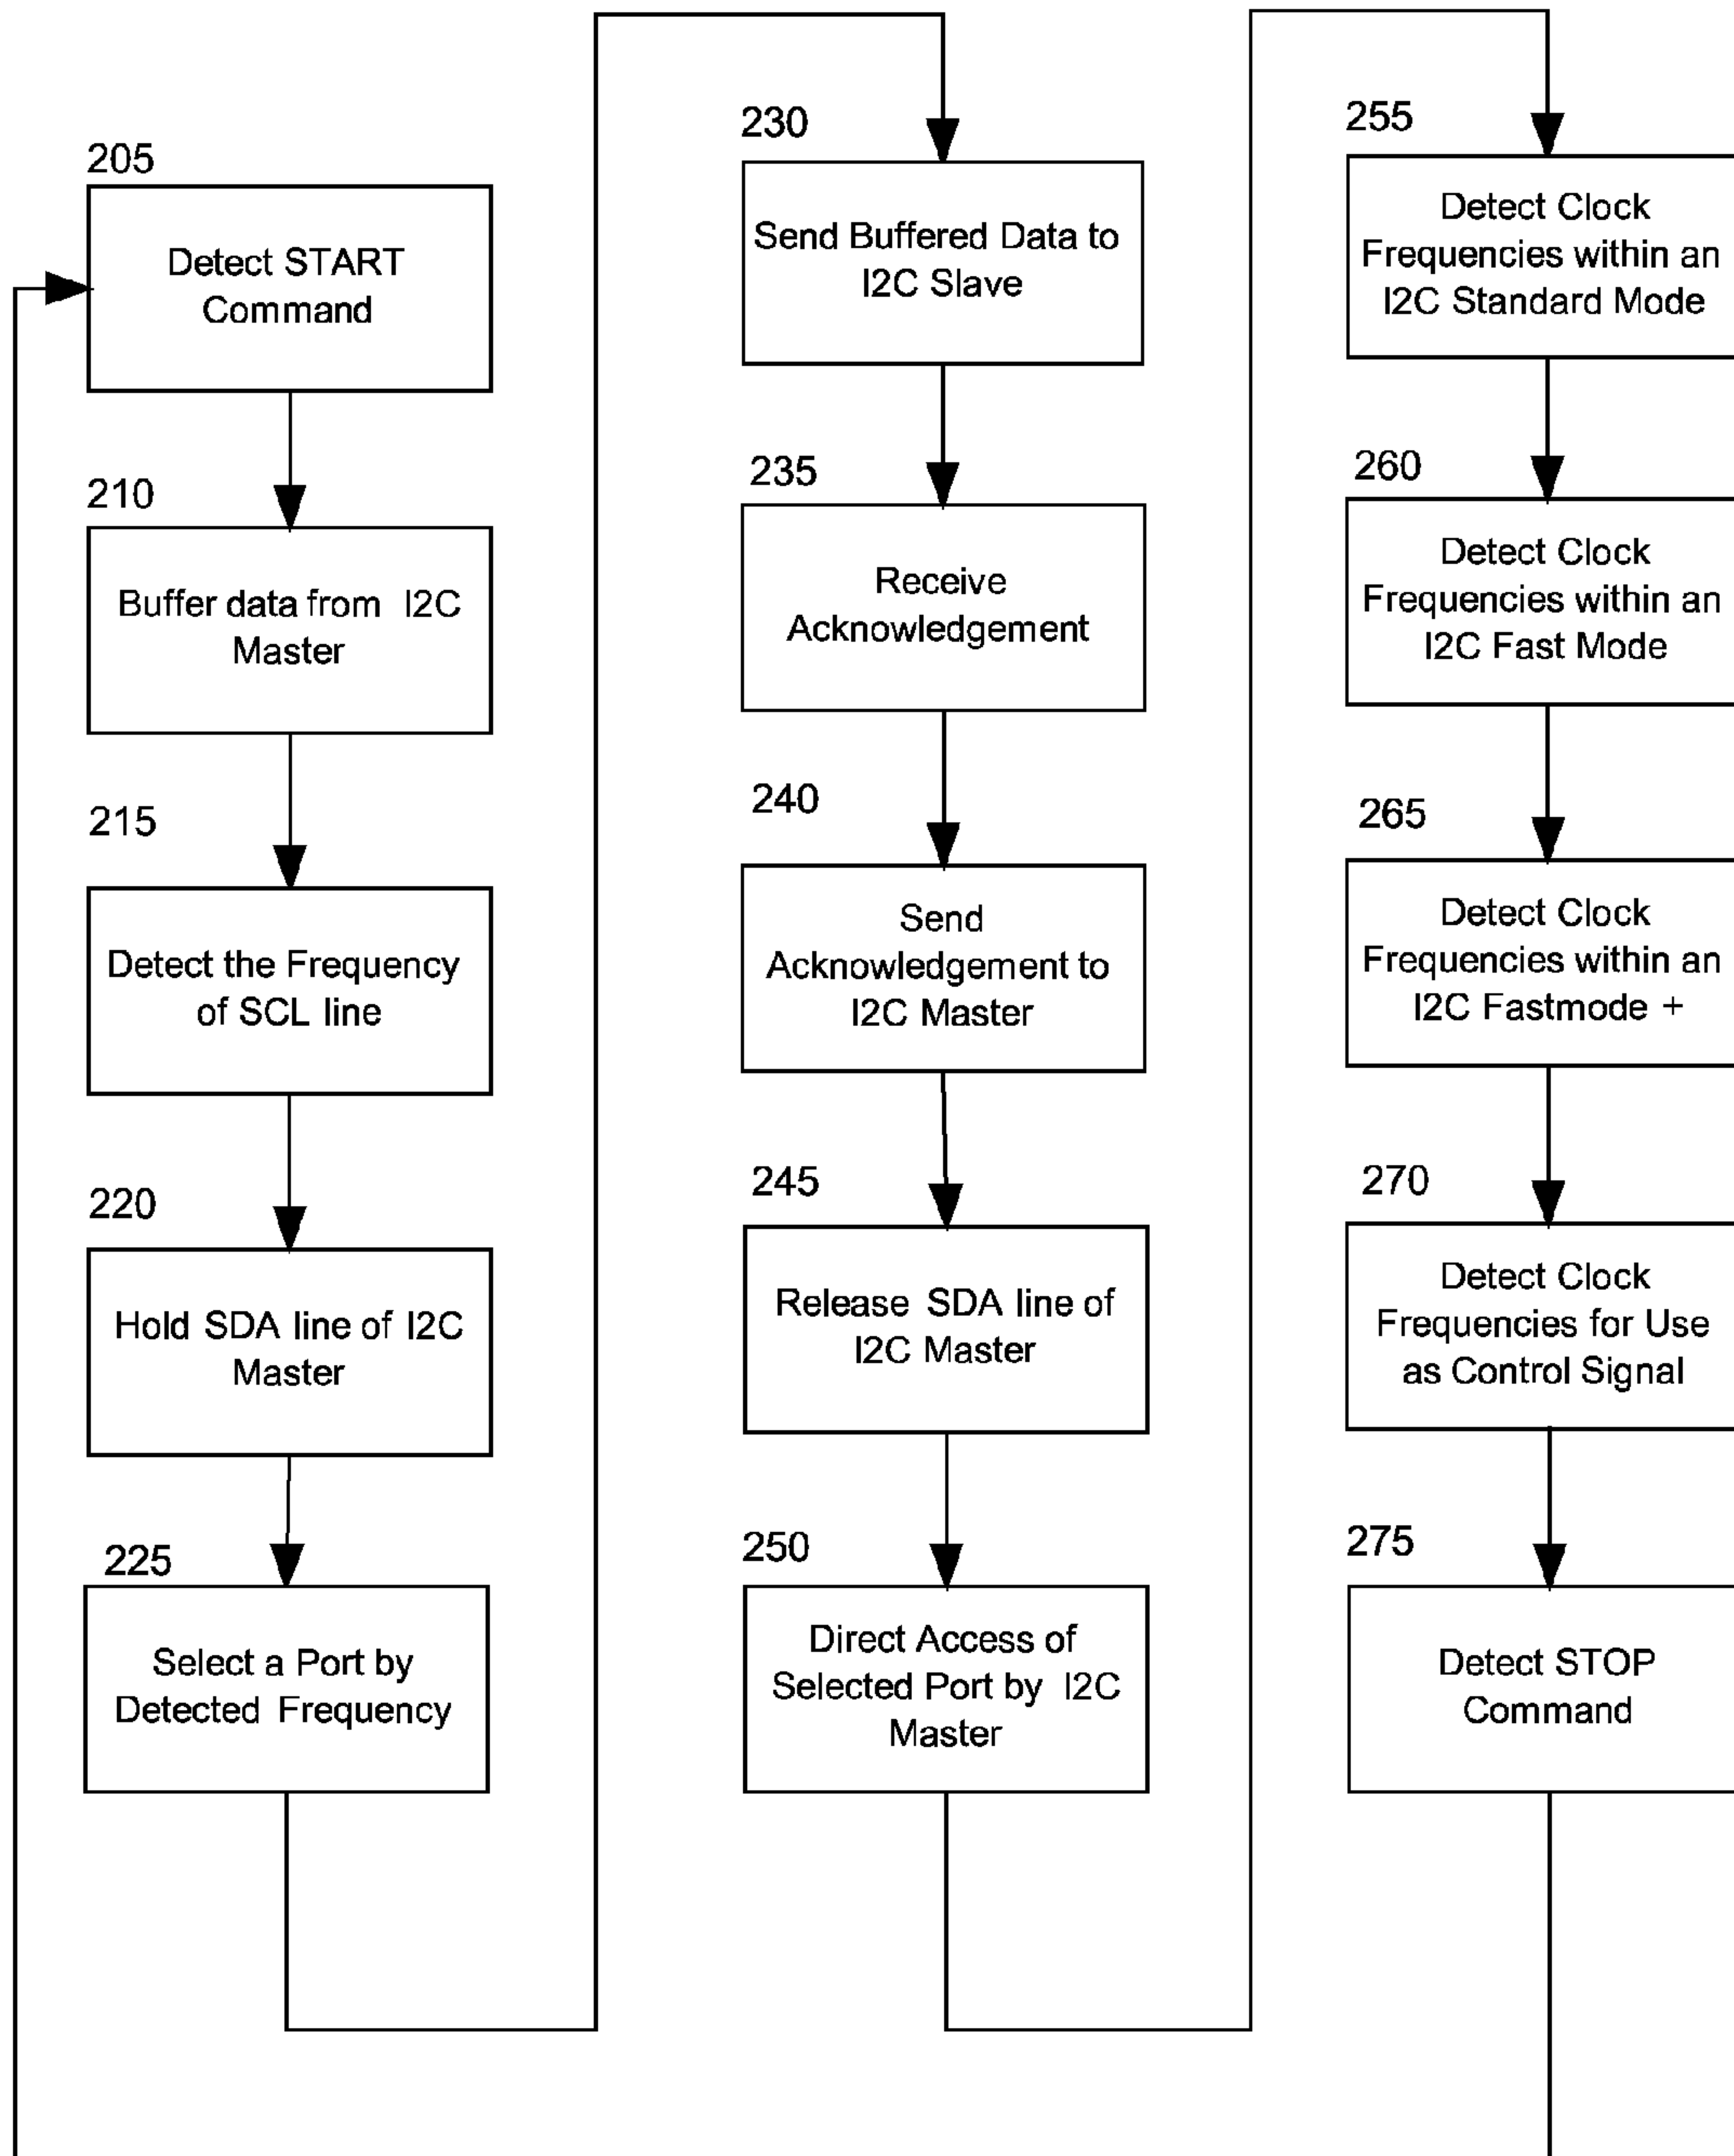 205
Detect START
Command
210
Buffer data from I2C
Master
215
Detect the Frequency
of SCL line
220
Hold SDA line of I2C
Master
225
Select a Port by
Detected Frequency
230
Send Buffered Data to
I2C Slave
235
Receive
Acknowledgement
240
Send
Acknowledgement to
I2C Master
245
Release SDA line of
I2C Master
250
Direct Access of
Selected Port by I2C
Master
255
Detect Clock
Frequencies within an
I2C Standard Mode
260
Detect Clock
Frequencies within an
I2C Fast Mode
265
Detect Clock
Frequencies within an
I2C Fastmode +
270
Detect Clock
Frequencies for Use
as Control Signal
275
Detect STOP
Command